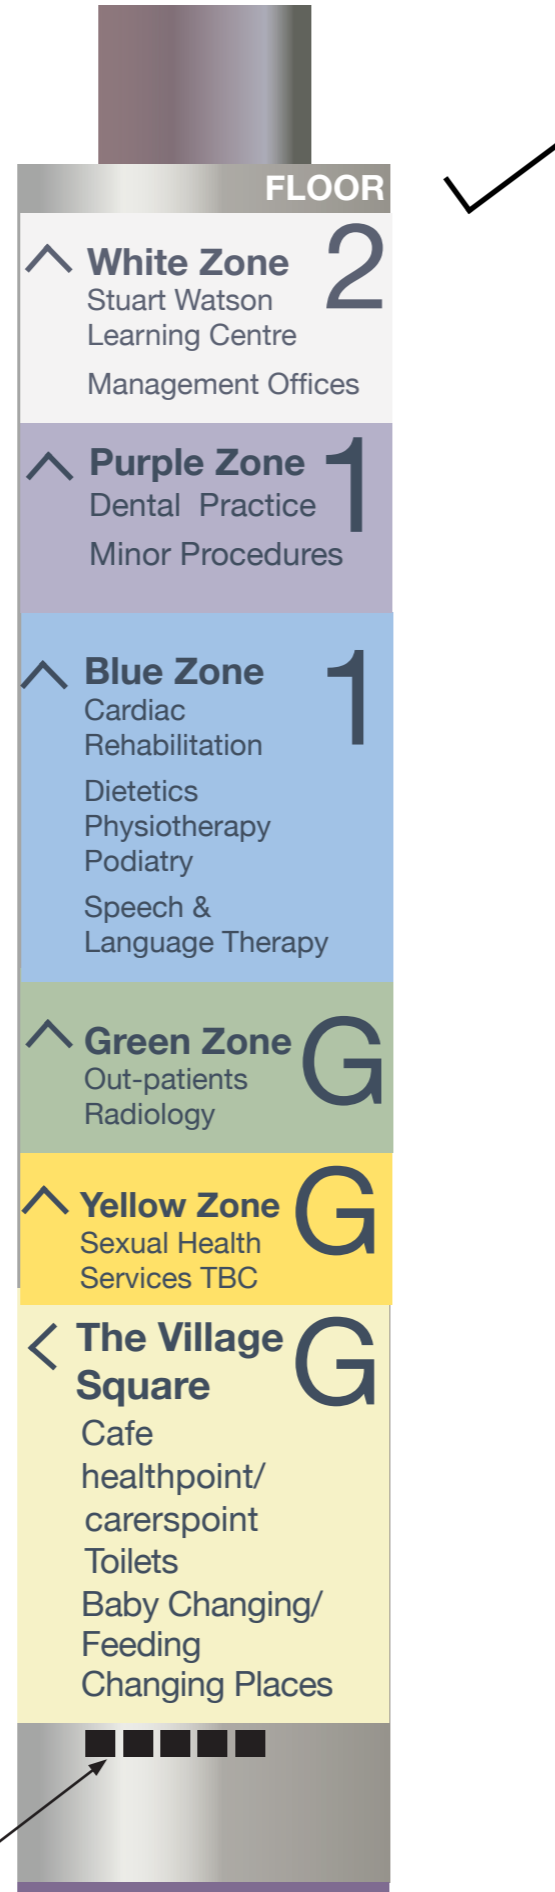 FLOOR
White Zone 2
Stuart Watson
Learning Centre
Management Offices
Purple Zone 1
Dental Practice
Minor Procedures
Blue Zone 1
Cardiac
Rehabilitation
Dietetics
Physiotherapy
Podiatry
Speech &
Language Therapy
Green Zone G
Out-patients
Radiology
Yellow Zone G
Sexual Health
Services TBC
The Village G
Square
Cafe
healthpoint/
carerspoint
Toilets
Baby Changing/
Feeding
Changing Places